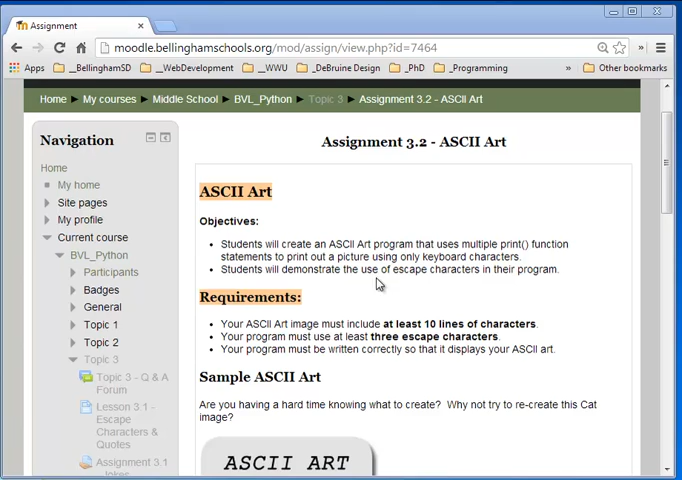 Assignment
moodle.bellinghamschools.org/mod/assign/view.php?id=7464
Apps __BellinghamSD __WebDevelopment __WWU _DeBruine Design _PhD _Programming » Other bookmarks
Home ► My courses ► Middle School ► BVL_Python ► Topic 3 ► Assignment 3.2 - ASCII Art
Navigation
Home
My home
Site pages
My profile
Current course
BVL_Python
Participants
Badges
General
Topic 1
Topic 2
Topic 3
Topic 3 - Q & A
Forum
Lesson 3.1 -
Escape
Characters &
Quotes
Assignment 3.1
- Jokes
Assignment 3.2 - ASCII Art
ASCII Art
Objectives:
• Students will create an ASCII Art program that uses multiple print() function
statements to print out a picture using only keyboard characters.
• Students will demonstrate the use of escape characters in their program.
Requirements:
• Your ASCII Art image must include at least 10 lines of characters.
• Your program must use at least three escape characters.
• Your program must be written correctly so that it displays your ASCII art.
Sample ASCII Art
Are you having a hard time knowing what to create? Why not try to re-create this Cat
image?
ASCII ART